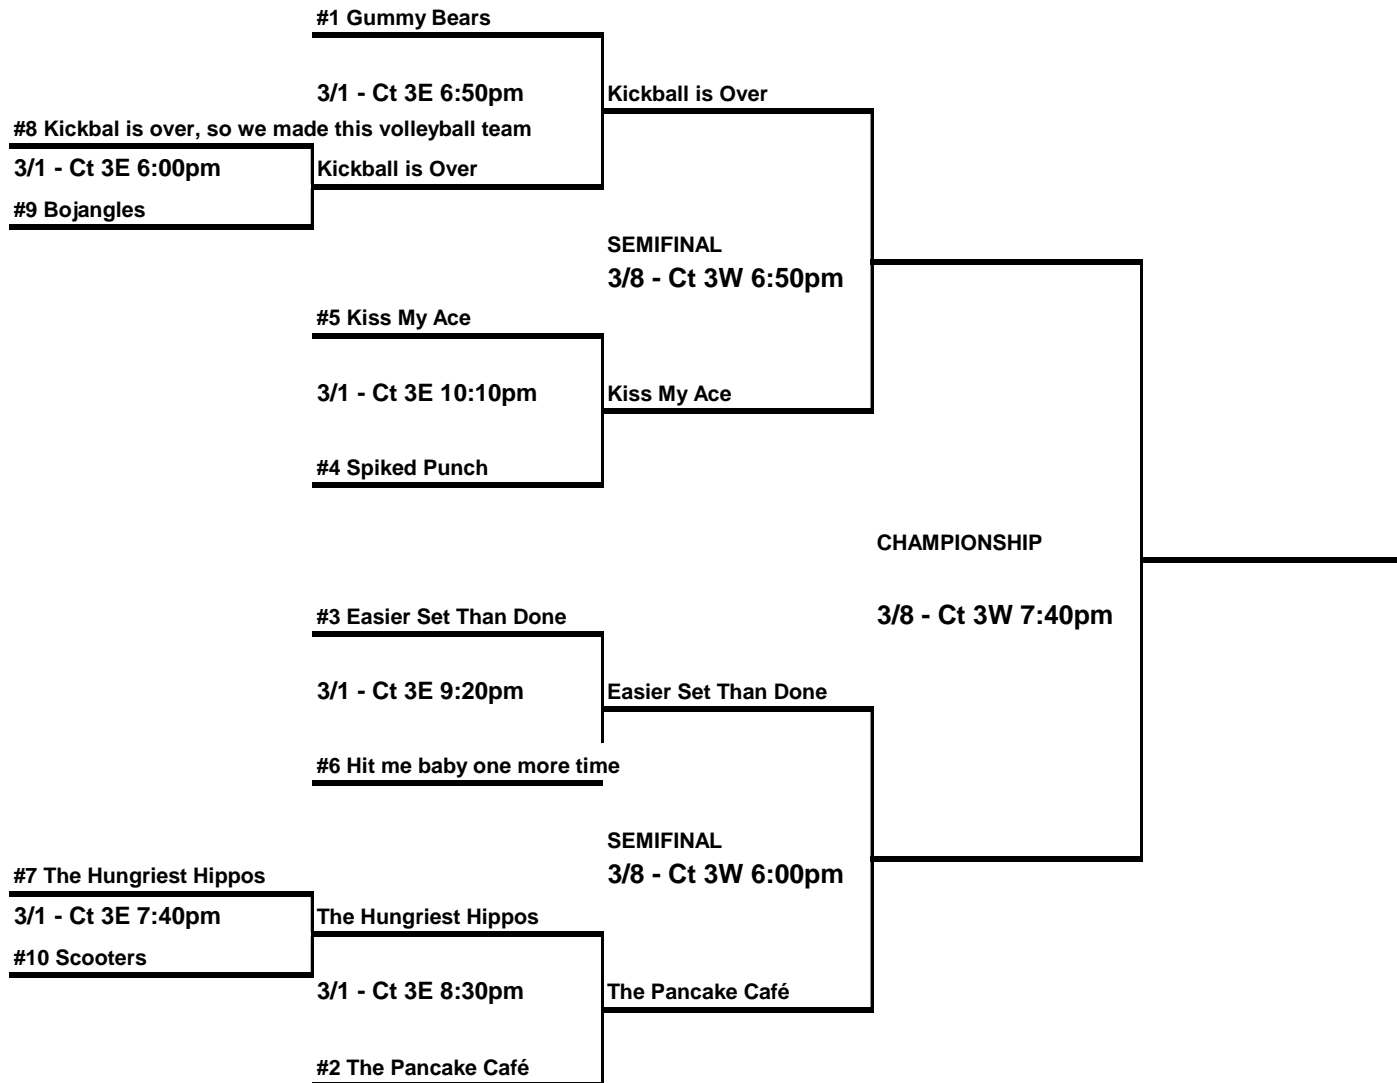 #1 Gummy Bears
3/1 - Ct 3E 6:50pm
Kickball is Over
#8 Kickbal is over, so we made this volleyball team
3/1 - Ct 3E 6:00pm
Kickball is Over
#9 Bojangles
SEMIFINAL
3/8 - Ct 3W 6:50pm
#5 Kiss My Ace
3/1 - Ct 3E 10:10pm
Kiss My Ace
#4 Spiked Punch
CHAMPIONSHIP
3/8 - Ct 3W 7:40pm
#3 Easier Set Than Done
3/1 - Ct 3E 9:20pm
Easier Set Than Done
#6 Hit me baby one more time
SEMIFINAL
3/8 - Ct 3W 6:00pm
#7 The Hungriest Hippos
3/1 - Ct 3E 7:40pm
The Hungriest Hippos
#10 Scooters
3/1 - Ct 3E 8:30pm
The Pancake Café
#2 The Pancake Café